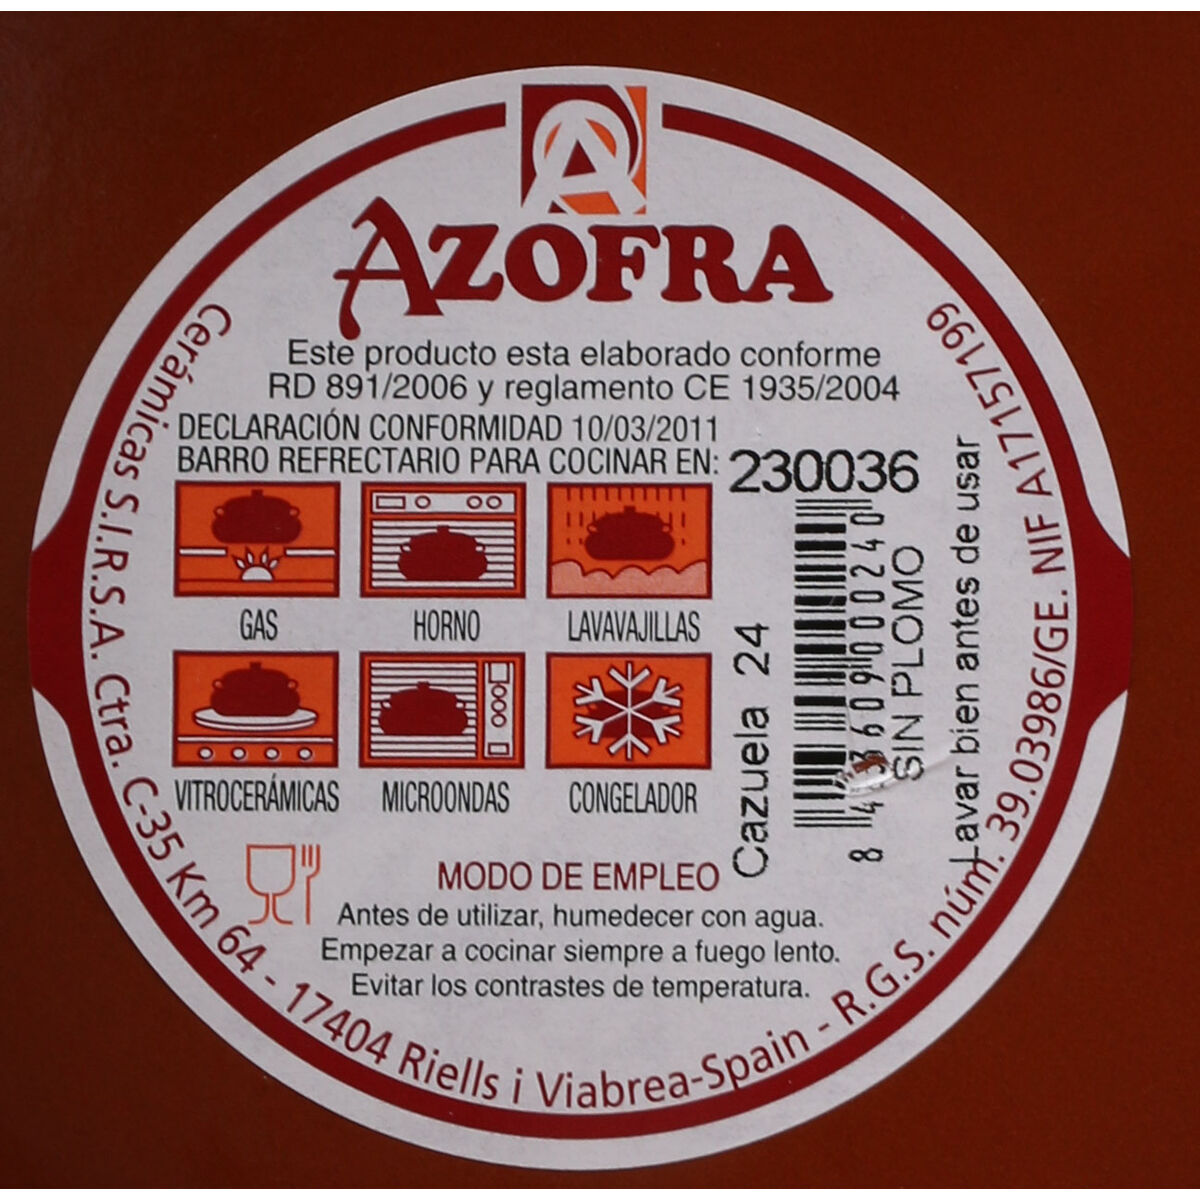 AZOFRA
Este producto esta elaborado conforme
RD 891/2006 y reglamento CE 1935/2004
DECLARACIÓN CONFORMIDAD 10/03/2011
BARRO REFRECTARIO PARA COCINAR EN:
GAS
HORNO
LAVAVAJILLAS
VITROCERÁMICAS
MICROONDAS
CONGELADOR
230036
Cazuela 24
SIN PLOMO
Lavar bien antes de usar
MODO DE EMPLEO
Antes de utilizar, humedecer con agua.
Empezar a cocinar siempre a fuego lento.
Evitar los contrastes de temperatura.
Cerámicas S.I.R.S.A. Ctra. C-35 Km 64 - 17404 Riells i Viabrea-Spain - R.G.S. núm. 39.03986/GE. NIF A17157199